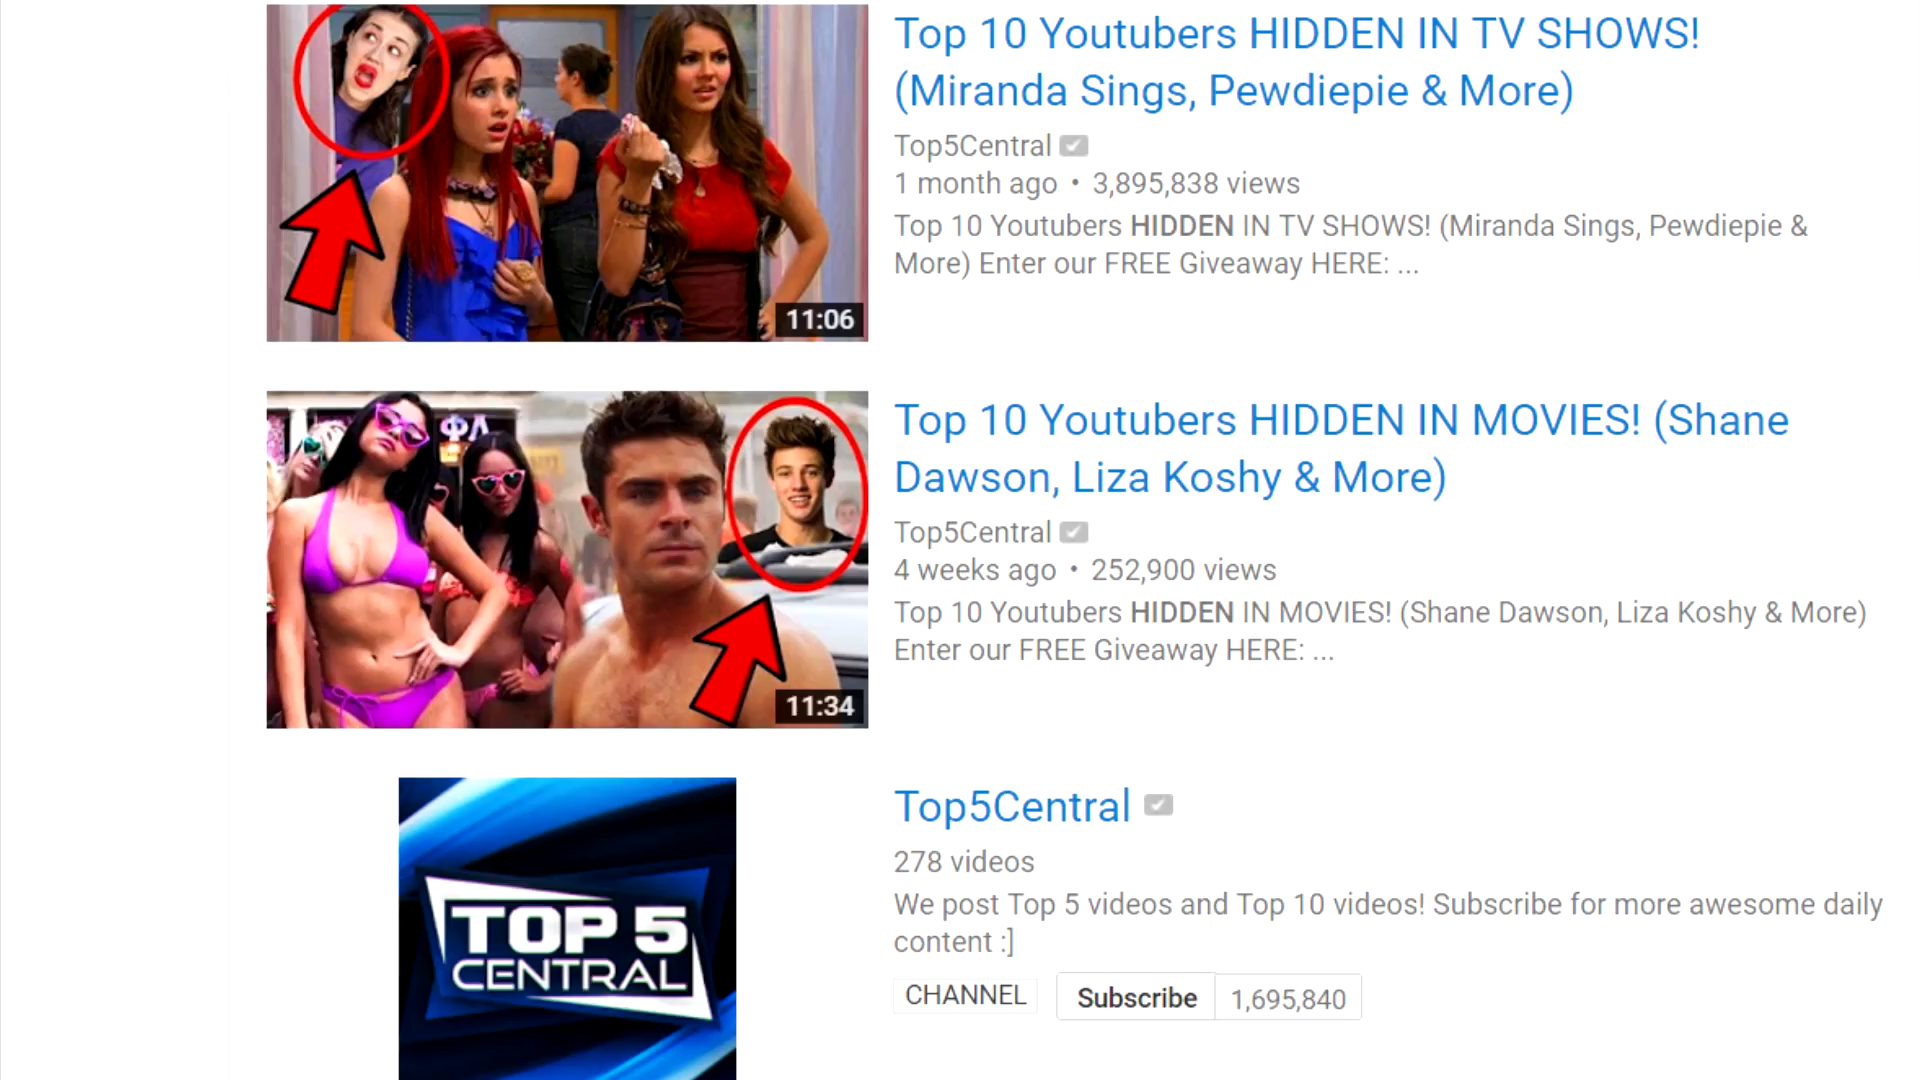 Top 10 Youtubers HIDDEN IN TV SHOWS!
(Miranda Sings, Pewdiepie & More)
Top5Central
1 month ago • 3,895,838 views
Top 10 Youtubers HIDDEN IN TV SHOWS! (Miranda Sings, Pewdiepie &
More) Enter our FREE Giveaway HERE: ...
11:06
ΦΛ
Top 10 Youtubers HIDDEN IN MOVIES! (Shane
Dawson, Liza Koshy & More)
Top5Central
4 weeks ago • 252,900 views
Top 10 Youtubers HIDDEN IN MOVIES! (Shane Dawson, Liza Koshy & More)
Enter our FREE Giveaway HERE: ...
11:34
TOP 5
CENTRAL
Top5Central
278 videos
We post Top 5 videos and Top 10 videos! Subscribe for more awesome daily
content :]
CHANNEL
Subscribe 1,695,840